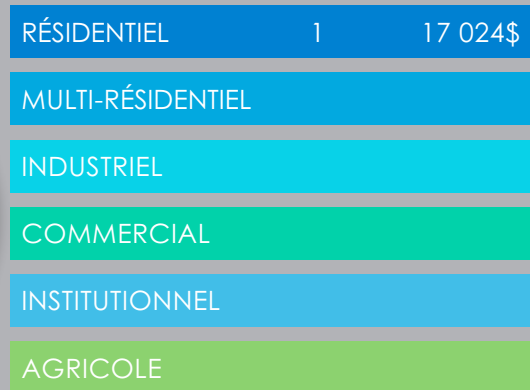 RÉSIDENTIEL 1 17 024$
MULTI-RÉSIDENTIEL
INDUSTRIEL
COMMERCIAL
INSTITUTIONNEL
AGRICOLE